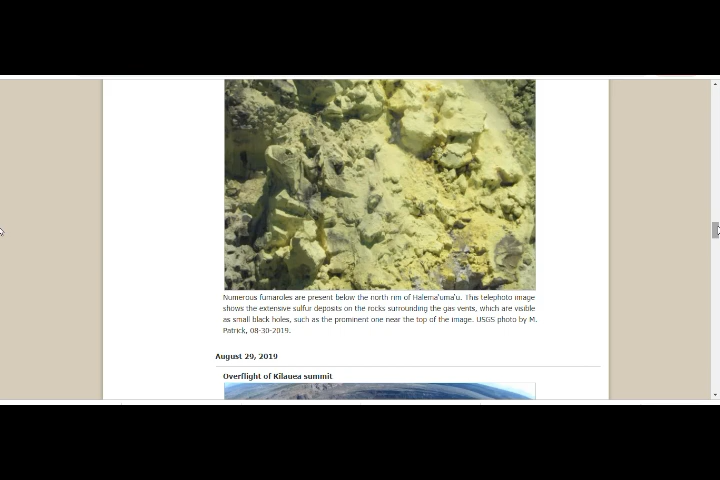 Numerous fumaroles are present below the north rim of Halema'uma'u. This telephoto image
shows the extensive sulfur deposits on the rocks surrounding the gas vents, which are visible
as small black holes, such as the prominent one near the top of the image. USGS photo by M.
Patrick, 08-30-2019.
August 29, 2019
Overflight of Kīlauea summit